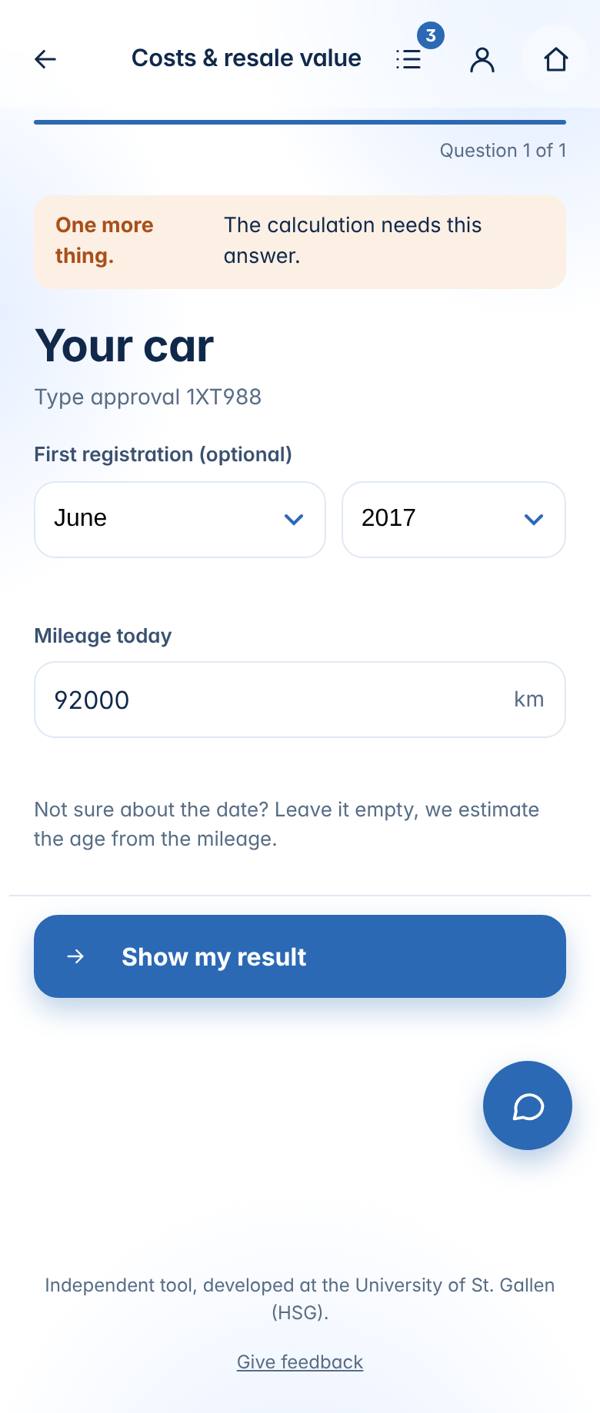 Costs & resale value
3
Question 1 of 1
One more
thing.
The calculation needs this
answer.
Your car
Type approval 1XT988
First registration (optional)
June
2017
Mileage today
92000
km
Not sure about the date? Leave it empty, we estimate
the age from the mileage.
Show my result
Independent tool, developed at the University of St. Gallen
(HSG).
Give feedback